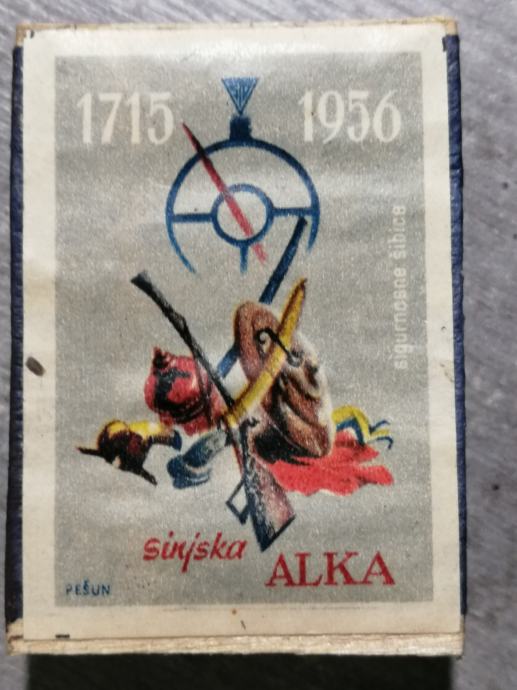 1715 1956
sigurnosne šibice
sinjska
ALKA
PEŠUN